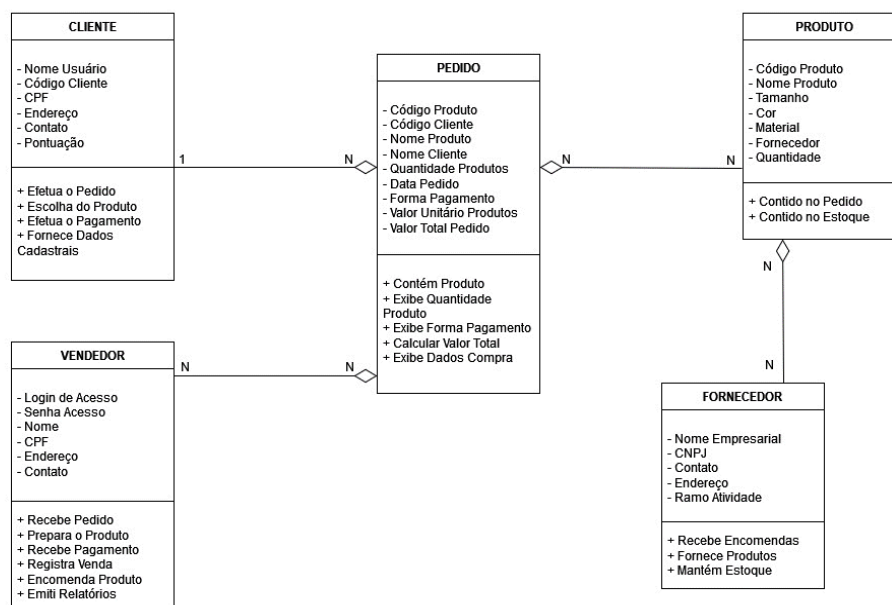 CLIENTE
- Nome Usuário
- Código Cliente
- CPF
- Endereço
- Contato
- Pontuação
+ Efetua o Pedido
+ Escolha do Produto
+ Efetua o Pagamento
+ Fornece Dados
Cadastrais
1
N
PEDIDO
- Código Produto
- Código Cliente
- Nome Produto
- Nome Cliente
- Quantidade Produtos
- Data Pedido
- Forma Pagamento
- Valor Unitário Produtos
- Valor Total Pedido
+ Contém Produto
+ Exibe Quantidade
Produto
+ Exibe Forma Pagamento
+ Calcular Valor Total
+ Exibe Dados Compra
N
N
PRODUTO
- Código Produto
- Nome Produto
- Tamanho
- Cor
- Material
- Fornecedor
- Quantidade
+ Contido no Pedido
+ Contido no Estoque
N
N
VENDEDOR
- Login de Acesso
- Senha Acesso
- Nome
- CPF
- Endereço
- Contato
+ Recebe Pedido
+ Prepara o Produto
+ Recebe Pagamento
+ Registra Venda
+ Encomenda Produto
+ Emiti Relatórios
N
N
FORNECEDOR
- Nome Empresarial
- CNPJ
- Contato
- Endereço
- Ramo Atividade
+ Recebe Encomendas
+ Fornece Produtos
+ Mantém Estoque